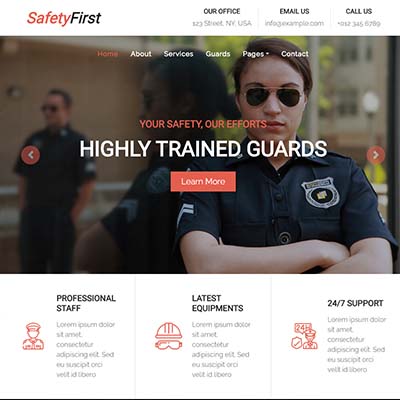 SafetyFirst
OUR OFFICE
123 Street, NY, USA
EMAIL US
info@example.com
CALL US
+012 345 6789
Home About Services Guards Pages Contact
YOUR SAFETY, OUR EFFORTS
HIGHLY TRAINED GUARDS
Learn More
PROFESSIONAL
STAFF
Lorem ipsum dolor
sit amet,
consectetur
adipiscing elit. Sed
eu suscipit orci
velit id libero
LATEST
EQUIPMENTS
Lorem ipsum dolor
sit amet,
consectetur
adipiscing elit. Sed
eu suscipit orci
velit id libero
24/7 SUPPORT
Lorem ipsum dolor
sit amet,
consectetur
adipiscing elit. Sed
eu suscipit orci
velit id libero
24H